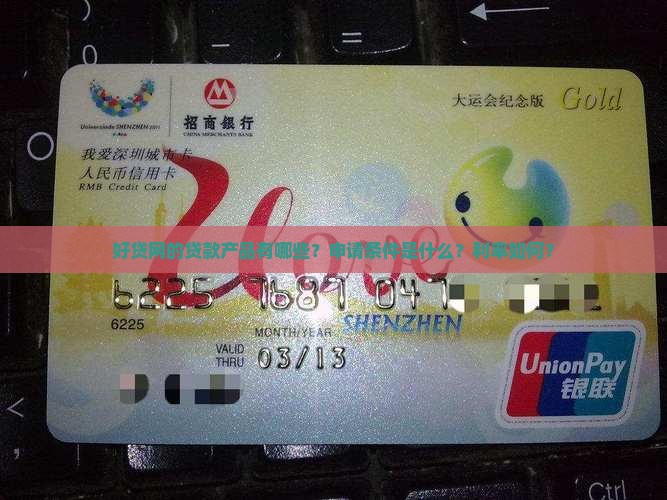 大运会纪念版 Gold
Universiade SHENZHEN 2011
招商银行
CHINA MERCHANTS BANK
我爱深圳城市卡
人民币信用卡
RMB Credit Card
U love
好贷网的贷款产品有哪些？申请条件是什么？利率如何？
6225 7687 047
6225
MONTH/YEAR
SHENZHEN
VALID
THRU
03/13
UnionPay
银联
Ctrl